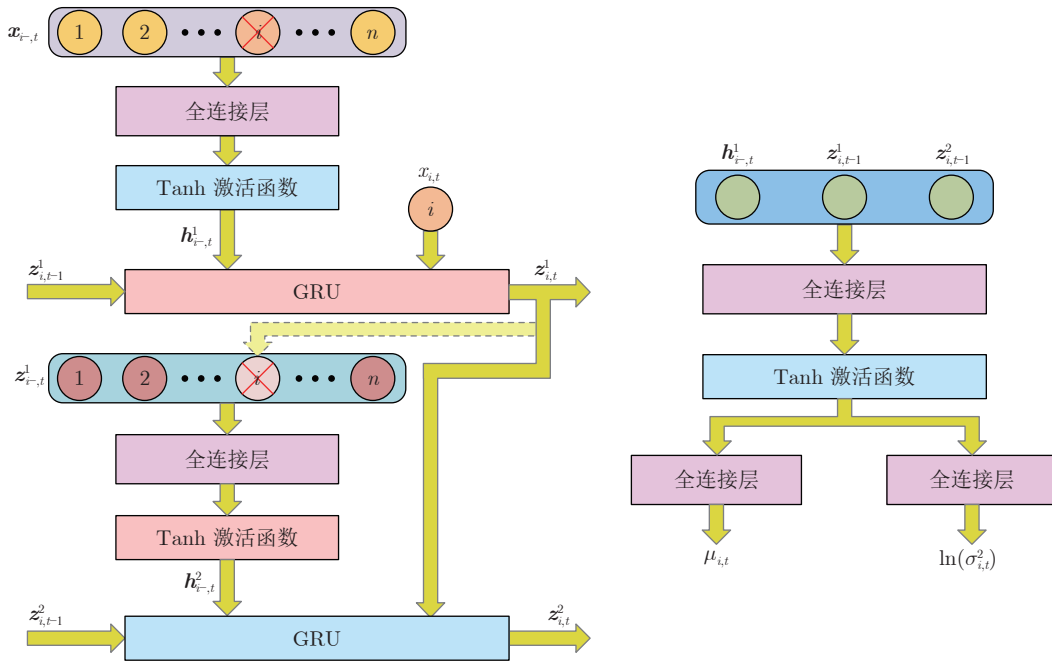 x_{i-,t}
1 2 ••• i ••• n
全连接层
Tanh 激活函数
h^1_{i-,t}
x_{i,t}
i
z^1_{i,t-1}
GRU
z^1_{i,t}
z^1_{i-,t}
1 2 ••• i ••• n
全连接层
Tanh 激活函数
h^2_{i-,t}
z^2_{i,t-1}
GRU
z^2_{i,t}
h^1_{i-,t} z^1_{i,t-1} z^2_{i,t-1}
全连接层
Tanh 激活函数
全连接层 全连接层
μ_{i,t} ln(σ^2_{i,t})